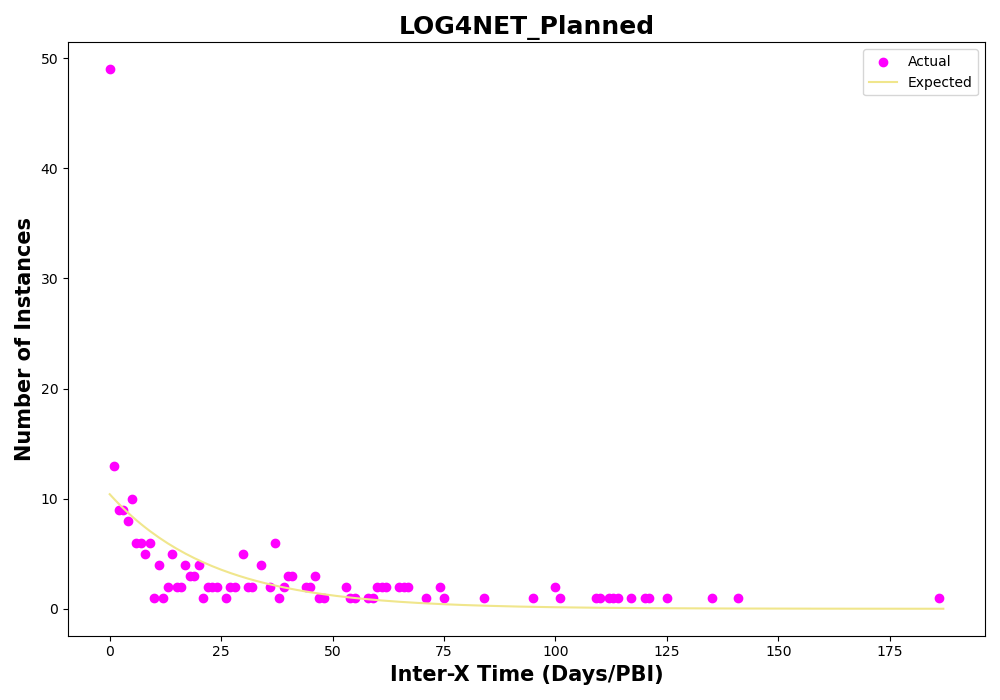 LOG4NET_Planned
Actual
Expected
Number of Instances
50
40
30
20
10
0
0 25 50 75 100 125 150 175
Inter-X Time (Days/PBI)